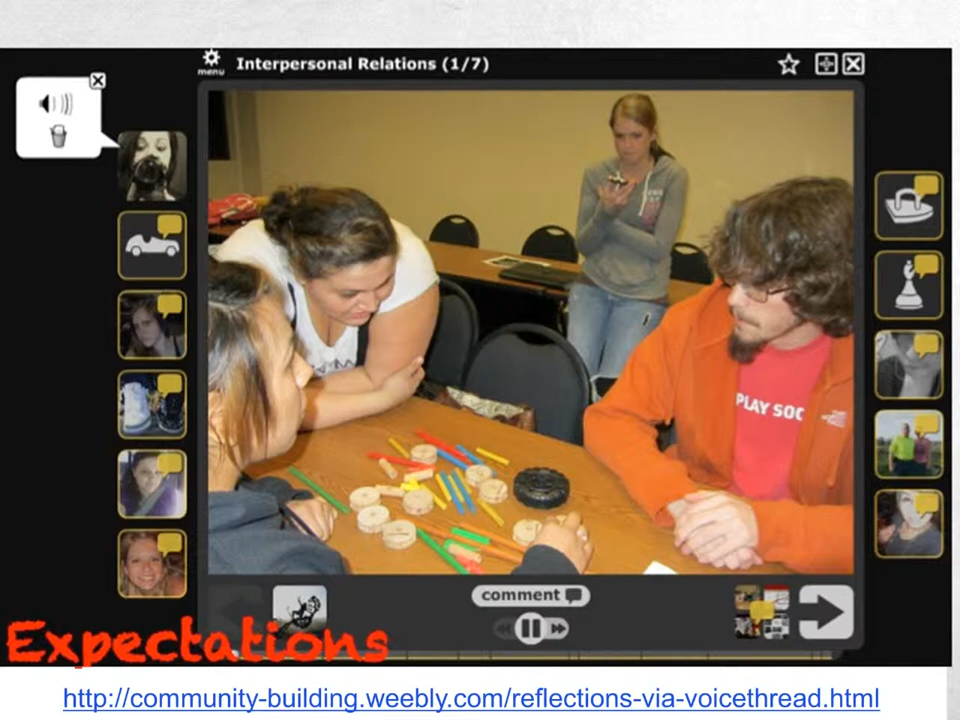 Interpersonal Relations (1/7)
menu
PLAY SOC
comment
Expectations
http://community-building.weebly.com/reflections-via-voicethread.html